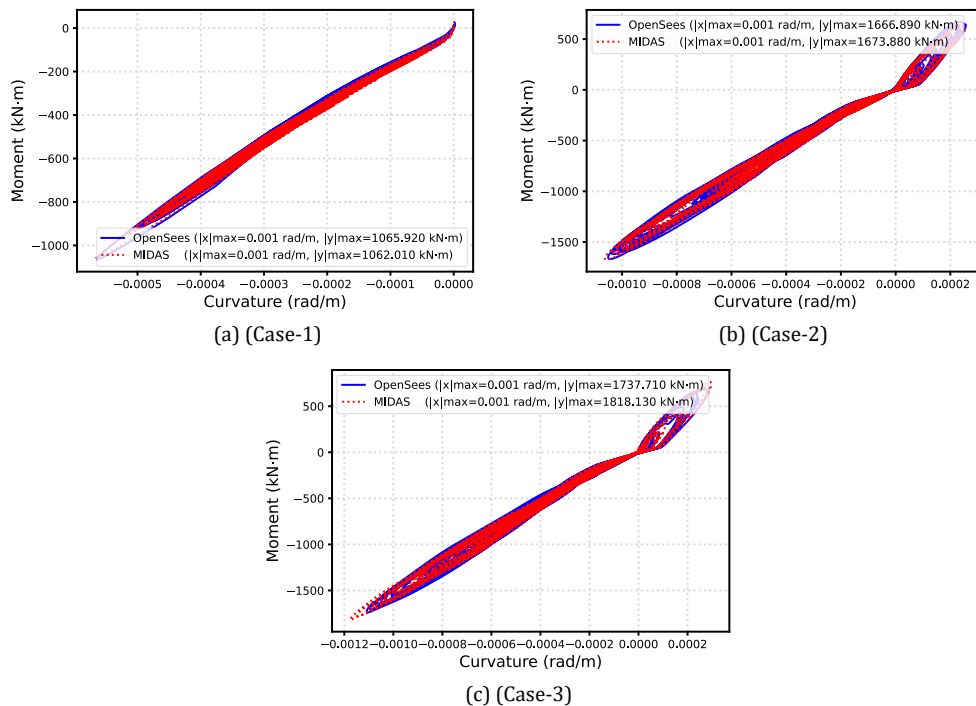 OpenSees (|x|max=0.001 rad/m, |y|max=1065.920 kN·m)
MIDAS (|x|max=0.001 rad/m, |y|max=1062.010 kN·m)
Moment (kN·m)
0
−200
−400
−600
−800
−1000
−0.0005 −0.0004 −0.0003 −0.0002 −0.0001 0.0000
Curvature (rad/m)
(a) (Case-1)
OpenSees (|x|max=0.001 rad/m, |y|max=1666.890 kN·m)
MIDAS (|x|max=0.001 rad/m, |y|max=1673.880 kN·m)
Moment (kN·m)
500
0
−500
−1000
−1500
−0.0010 −0.0008 −0.0006 −0.0004 −0.0002 0.0000 0.0002
Curvature (rad/m)
(b) (Case-2)
OpenSees (|x|max=0.001 rad/m, |y|max=1737.710 kN·m)
MIDAS (|x|max=0.001 rad/m, |y|max=1818.130 kN·m)
Moment (kN·m)
500
0
−500
−1000
−1500
−0.0012 −0.0010 −0.0008 −0.0006 −0.0004 −0.0002 0.0000 0.0002
Curvature (rad/m)
(c) (Case-3)